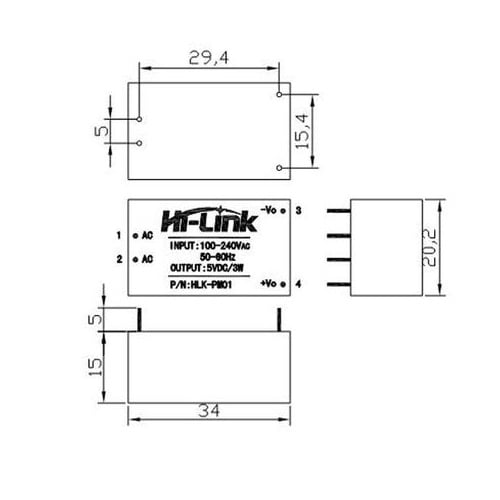 29,4
5
15,4
Hi-Link
-Vo 3
1 AC
INPUT:100-240VAC
50-60Hz
2 AC
OUTPUT:5VDC/3W
P/N:HLK-PM01
+Vo 4
20,2
5
15
34